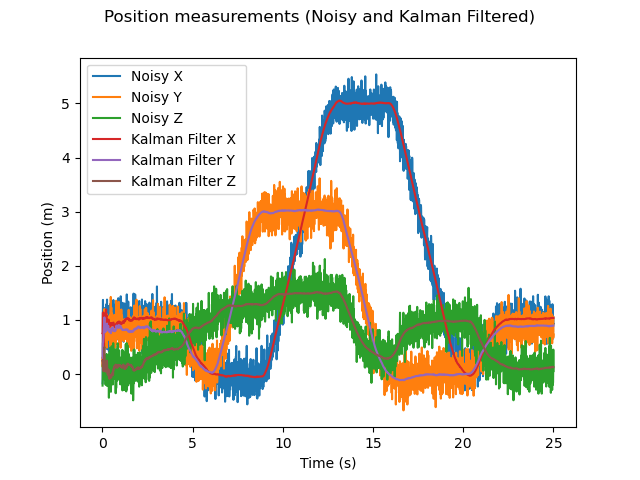 Position measurements (Noisy and Kalman Filtered)
Noisy X
Noisy Y
Noisy Z
Kalman Filter X
Kalman Filter Y
Kalman Filter Z
5
4
3
2
1
0
Position (m)
0 5 10 15 20 25
Time (s)